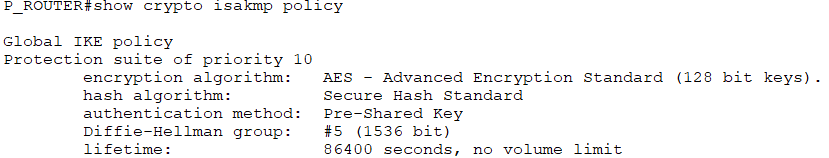 P_ROUTER#show crypto isakmp policy
Global IKE policy
Protection suite of priority 10
encryption algorithm: AES - Advanced Encryption Standard (128 bit keys).
hash algorithm: Secure Hash Standard
authentication method: Pre-Shared Key
Diffie-Hellman group: #5 (1536 bit)
lifetime: 86400 seconds, no volume limit